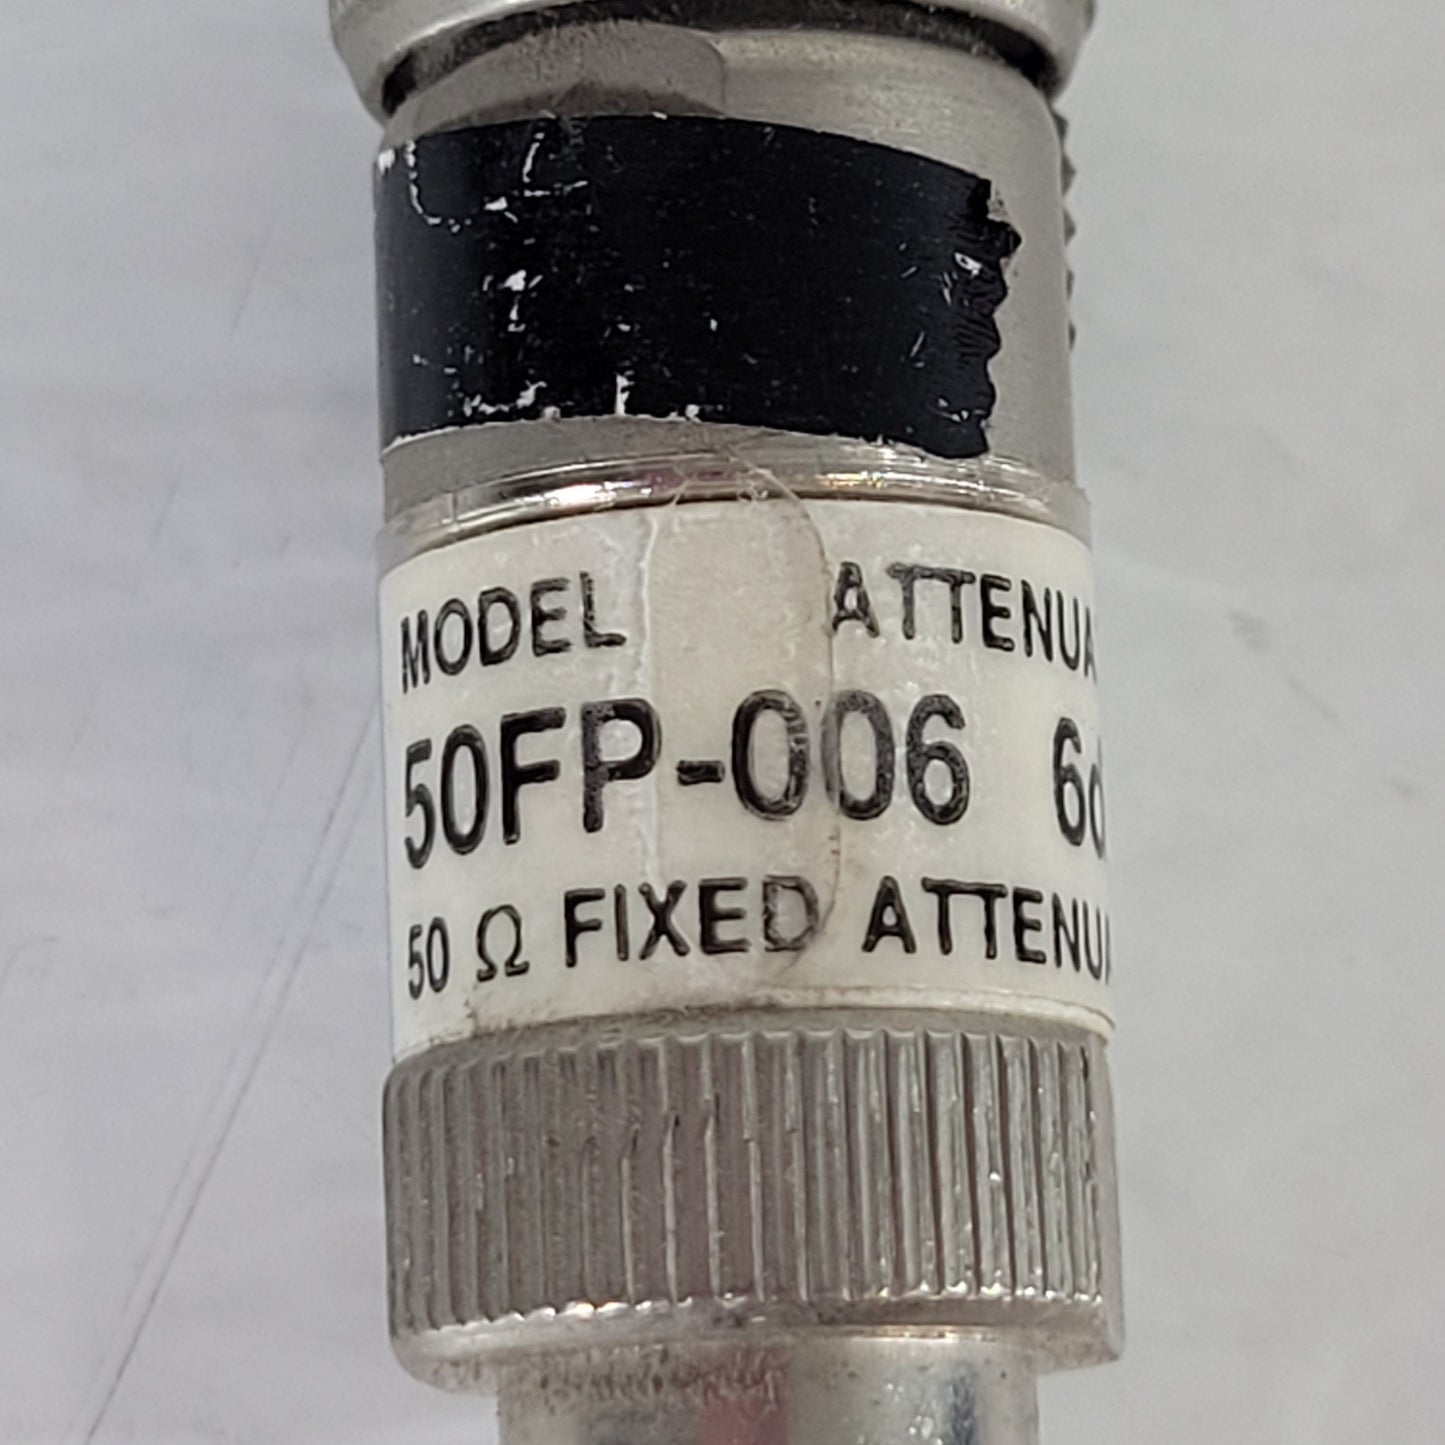 MODEL ATTENUA
50FP-006 6d
50 Ω FIXED ATTENUA